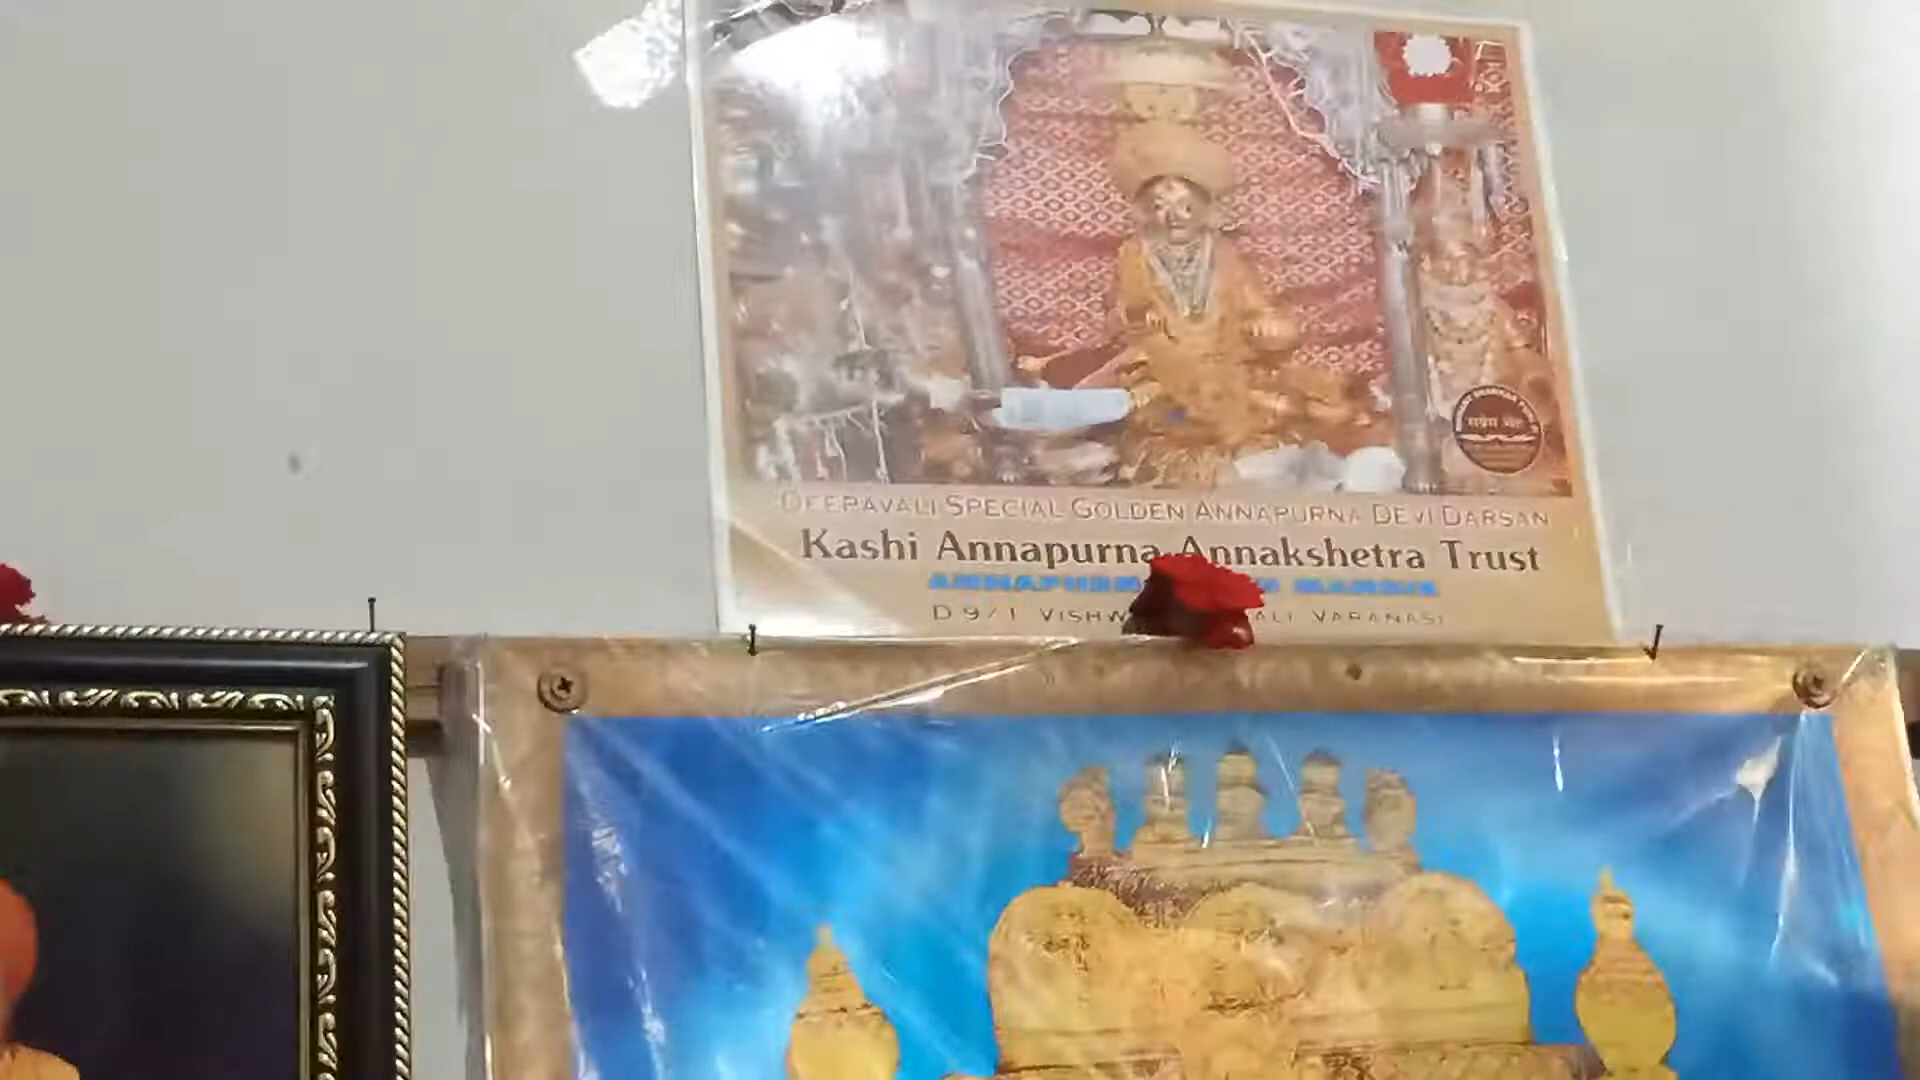 DEEPAVALI SPECIAL GOLDEN ANNAPURNA DEVI DARSAN
Kashi Annapurna Annakshetra Trust
D 9/1 VISHW ALI VARANASI